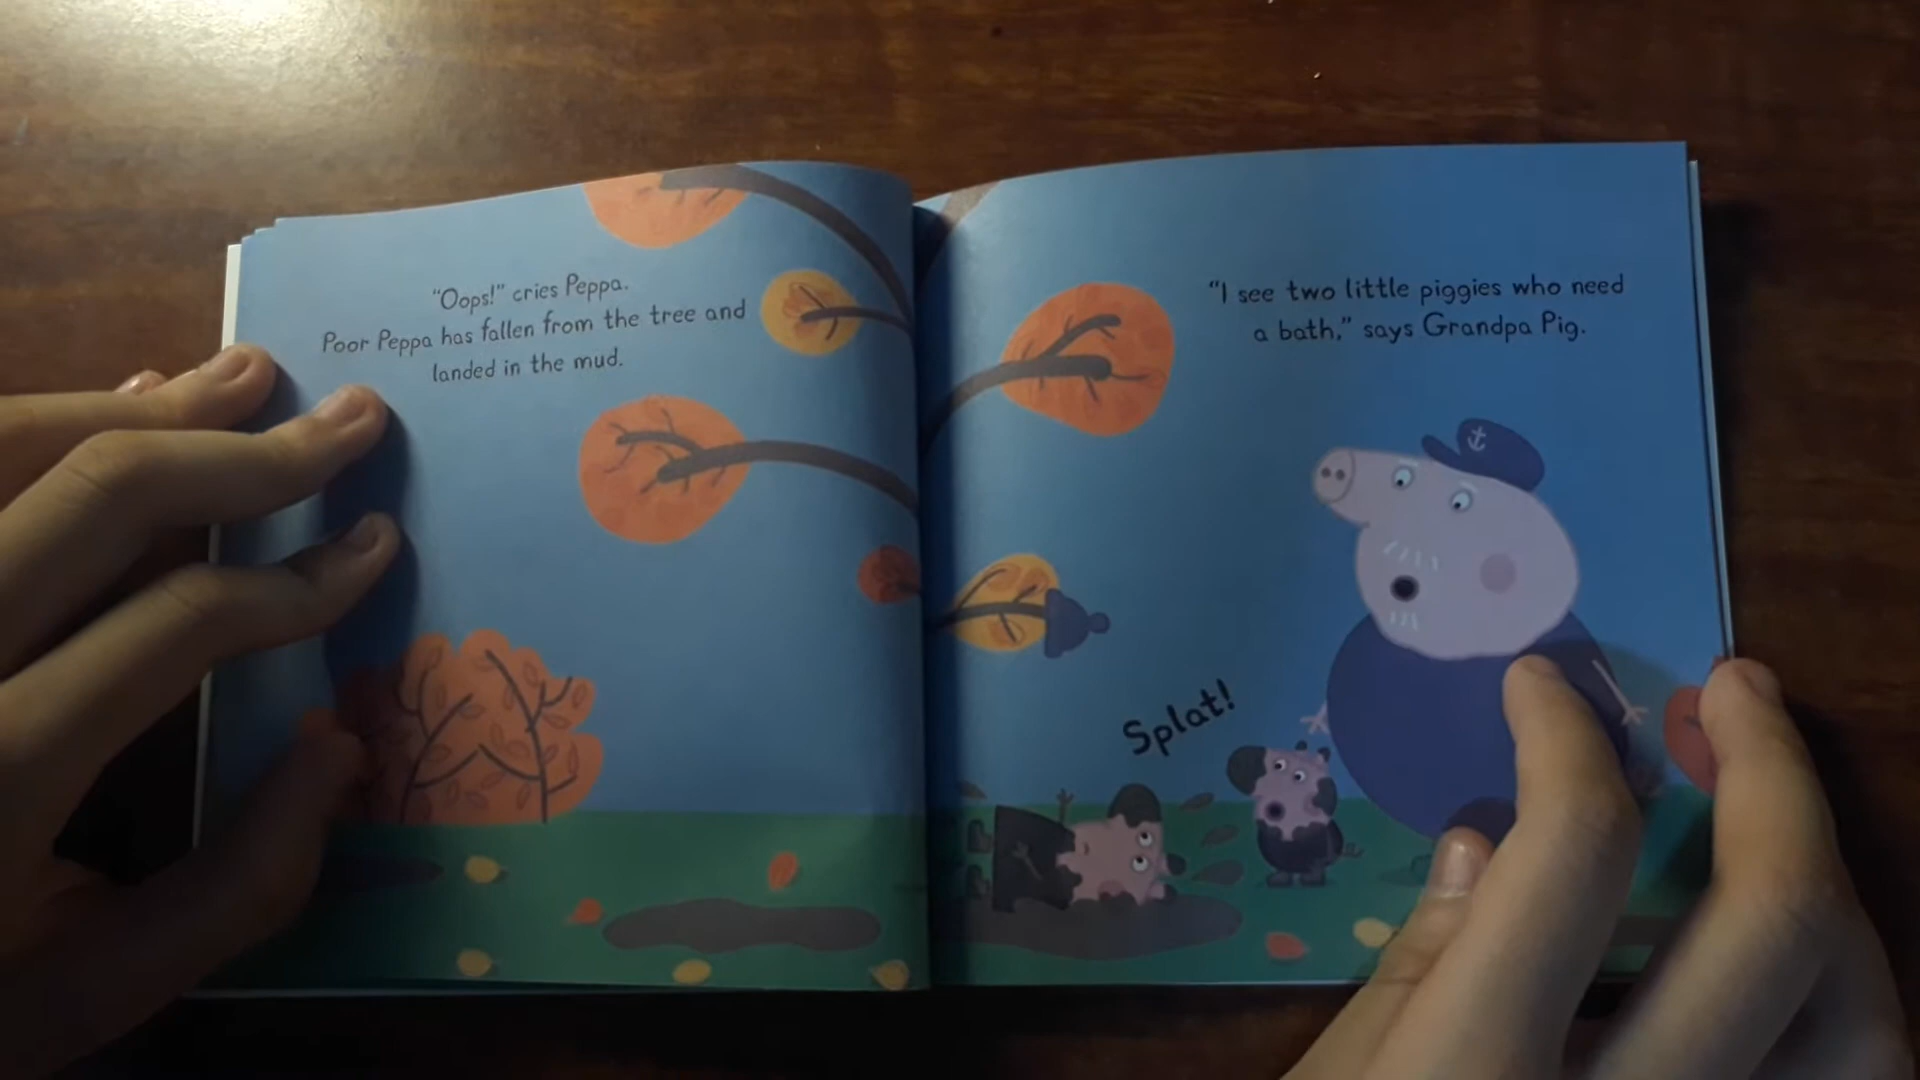 “Oops!” cries Peppa.
Poor Peppa has fallen from the tree and
landed in the mud.
“I see two little piggies who need
a bath,” says Grandpa Pig.
Splat!